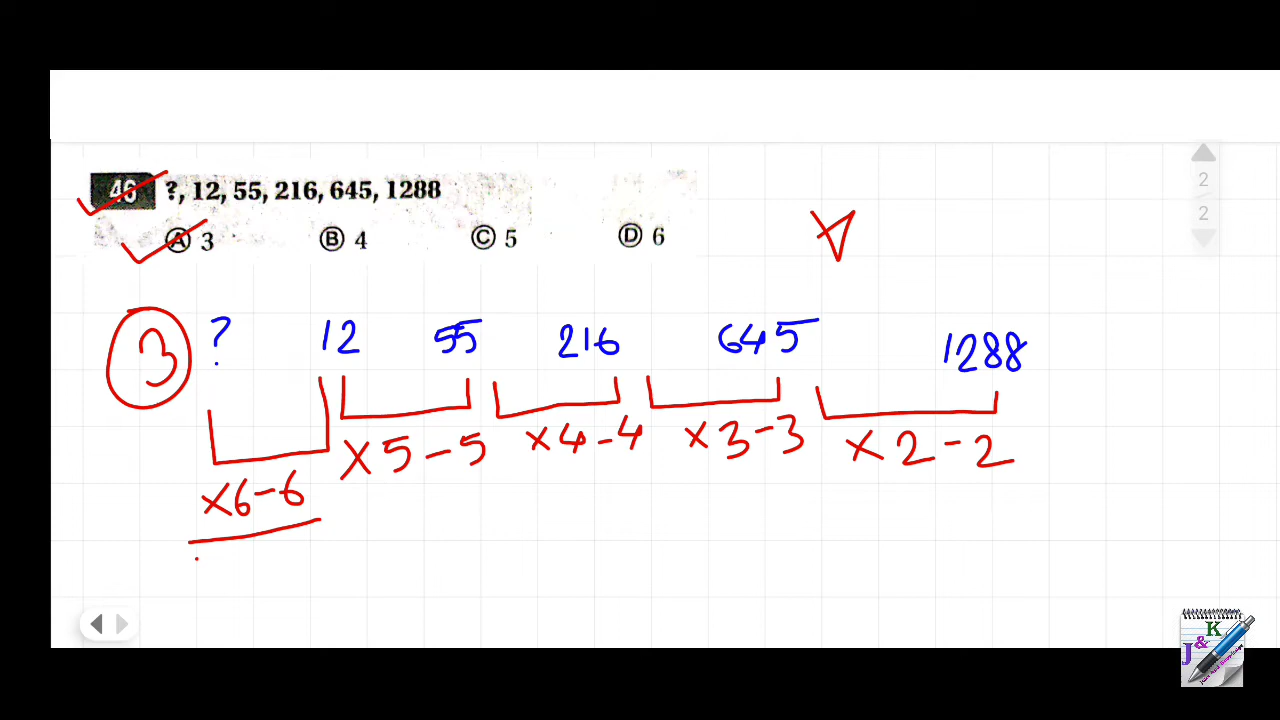 46 ?, 12, 55, 216, 645, 1288
Ⓐ 3 Ⓑ 4 Ⓒ 5 Ⓓ 6
2
2
3 ? 12 55 216 645 1288
×5-5 ×4-4 ×3-3 ×2-2
×6-6
J & K